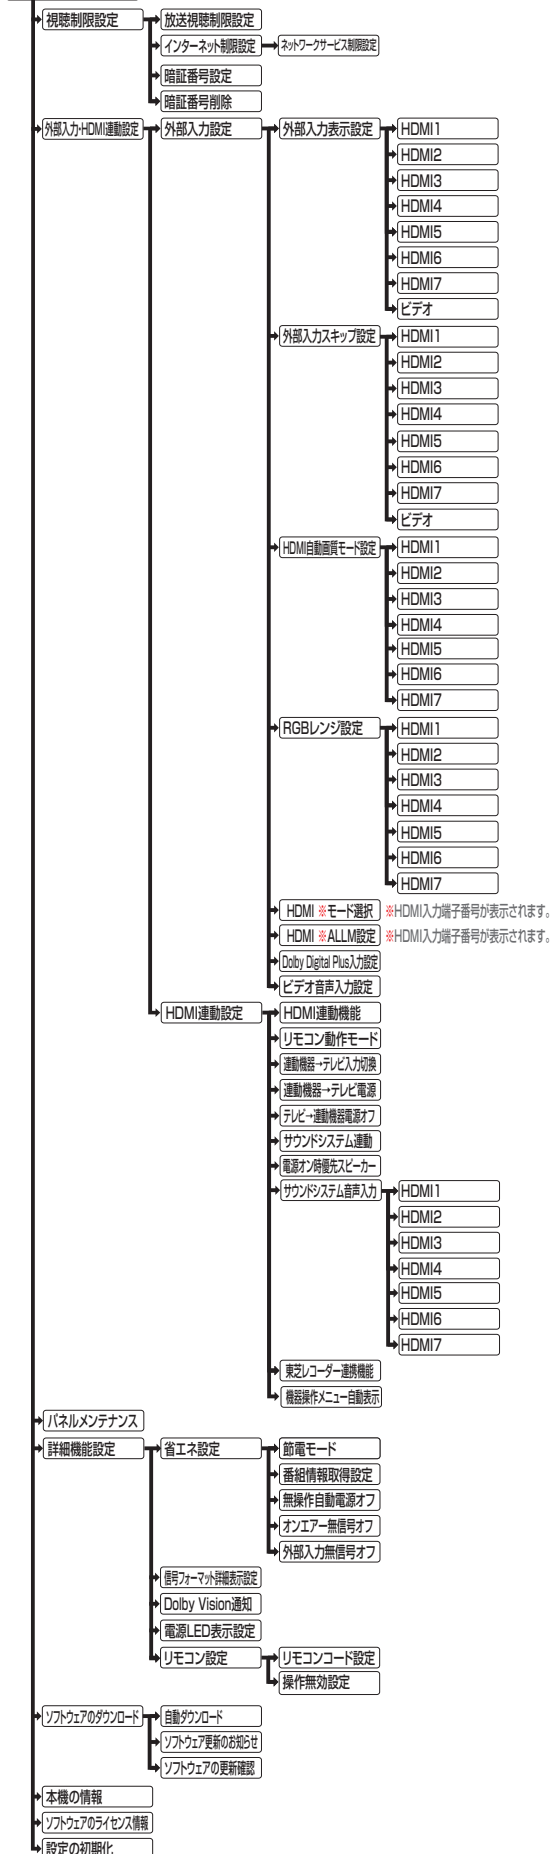 視聴制限設定
放送視聴制限設定
インターネット制限設定
ネットワークサービス制限設定
暗証番号設定
暗証番号削除
外部入力・HDMI連動設定
外部入力設定
外部入力表示設定
HDMI1
HDMI2
HDMI3
HDMI4
HDMI5
HDMI6
HDMI7
ビデオ
外部入力スキップ設定
HDMI1
HDMI2
HDMI3
HDMI4
HDMI5
HDMI6
HDMI7
ビデオ
HDMI自動画質モード設定
HDMI1
HDMI2
HDMI3
HDMI4
HDMI5
HDMI6
HDMI7
RGBレンジ設定
HDMI1
HDMI2
HDMI3
HDMI4
HDMI5
HDMI6
HDMI7
HDMI ※モード選択
※HDMI入力端子番号が表示されます。
HDMI ※ALLM設定
※HDMI入力端子番号が表示されます。
Dolby Digital Plus入力設定
ビデオ音声入力設定
HDMI連動設定
HDMI連動機能
リモコン動作モード
連動機器→テレビ入力切換
連動機器→テレビ電源
テレビ→連動機器電源オフ
サウンドシステム連動
電源オン時優先スピーカー
サウンドシステム音声入力
HDMI1
HDMI2
HDMI3
HDMI4
HDMI5
HDMI6
HDMI7
東芝レコーダー連携機能
機器操作メニュー自動表示
パネルメンテナンス
詳細機能設定
省エネ設定
節電モード
番組情報取得設定
無操作自動電源オフ
オンエアー無信号オフ
外部入力無信号オフ
信号フォーマット詳細表示設定
Dolby Vision通知
電源LED表示設定
リモコン設定
リモコンコード設定
操作無効設定
ソフトウェアのダウンロード
自動ダウンロード
ソフトウェア更新のお知らせ
ソフトウェアの更新確認
本機の情報
ソフトウェアのライセンス情報
設定の初期化